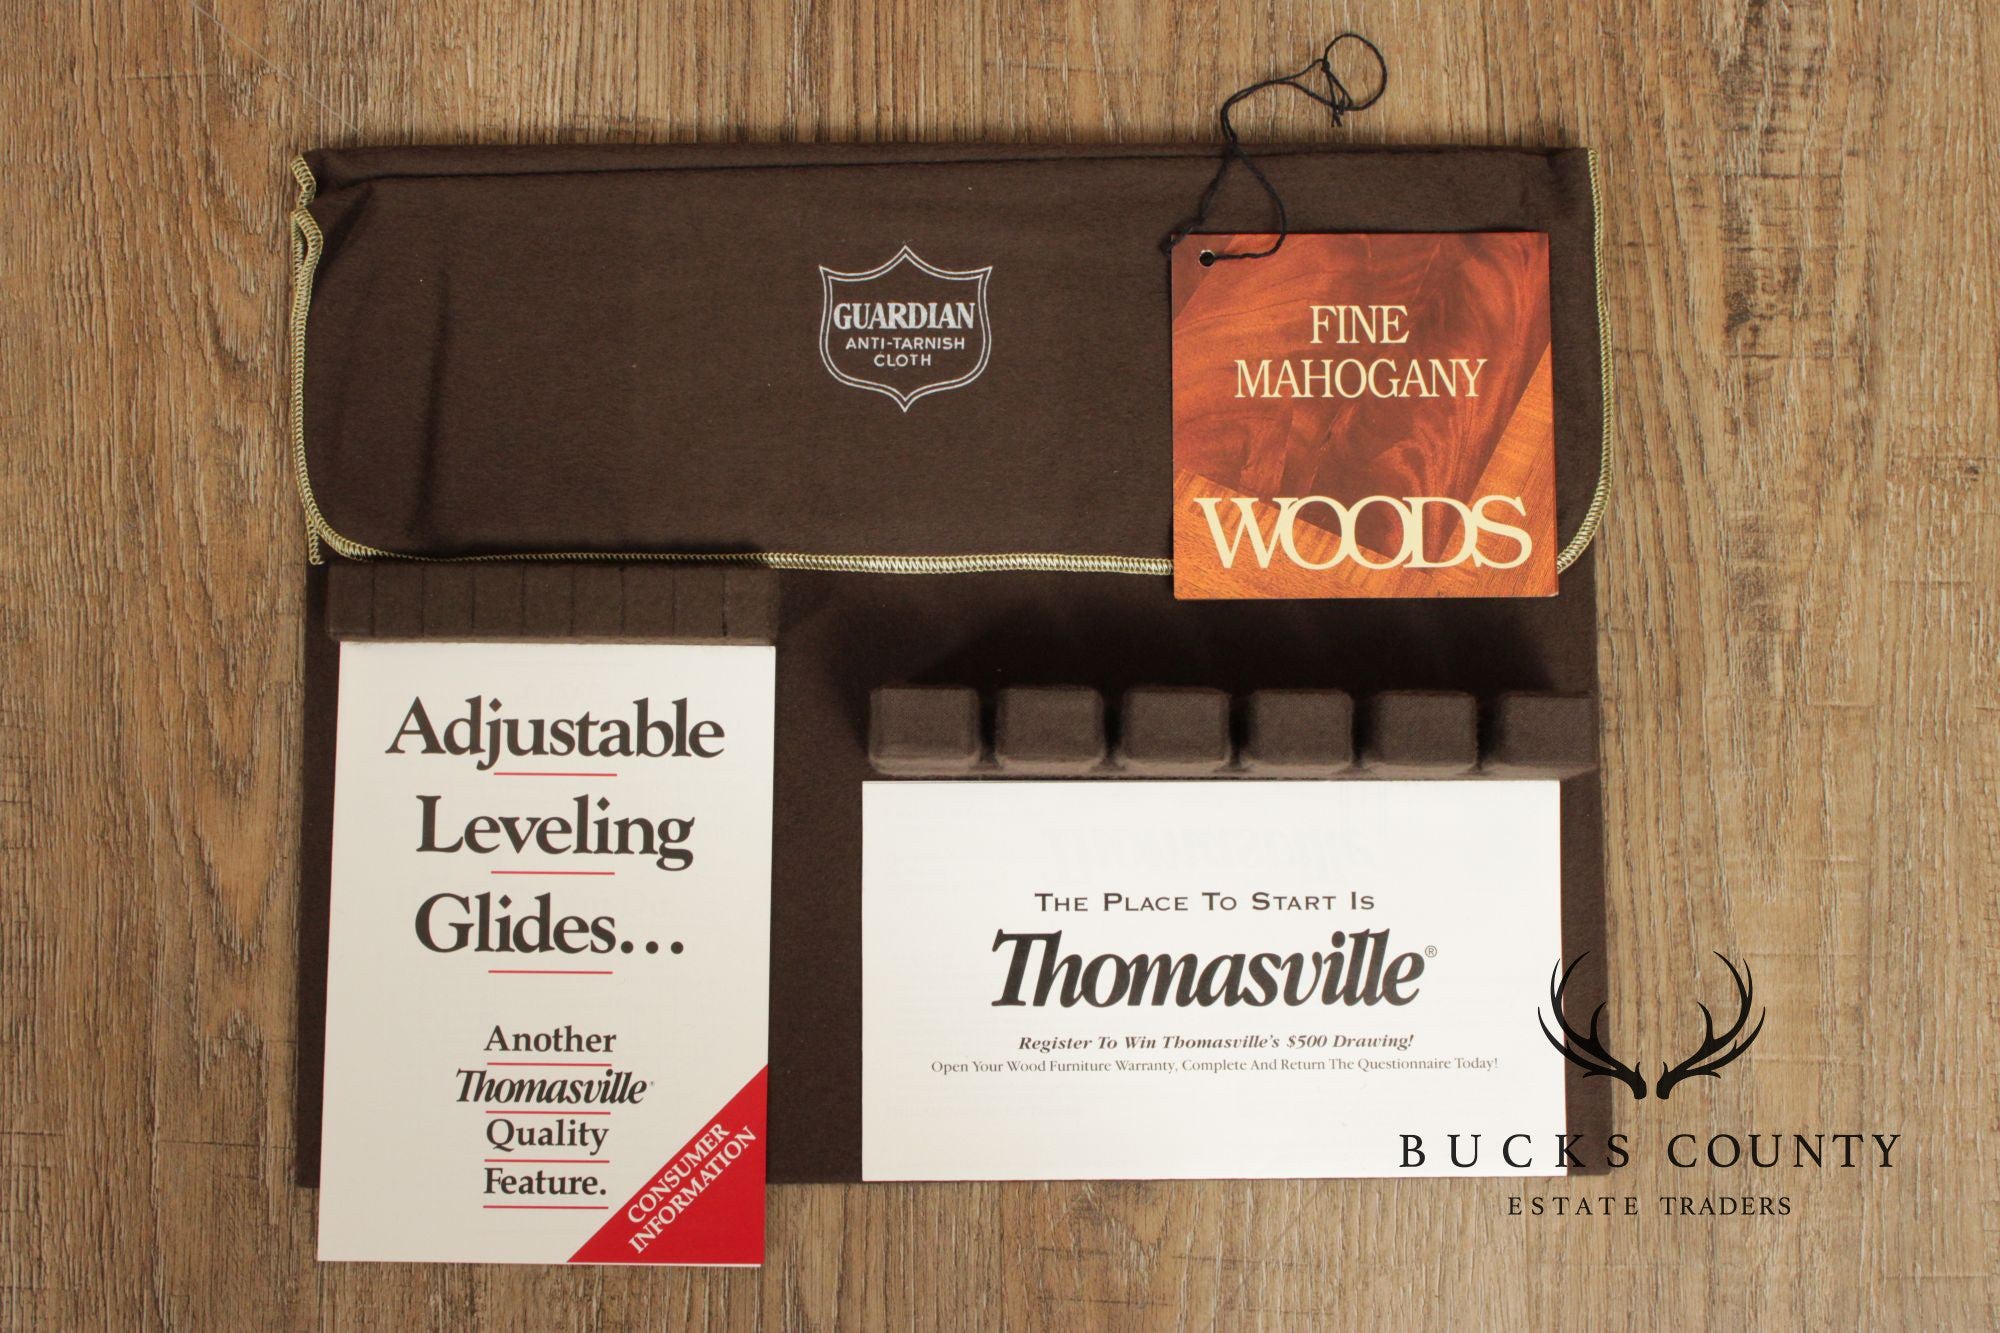 GUARDIAN
ANTI-TARNISH
CLOTH
FINE
MAHOGANY
WOODS
Adjustable
Leveling
Glides...
Another
Thomasville
Quality
Feature.
CONSUMER
INFORMATION
THE PLACE TO START IS
Thomasville®
Register To Win Thomasville's $500 Drawing!
Open Your Wood Furniture Warranty, Complete And Return The Questionnaire Today!
BUCKS COUNTY
ESTATE TRADERS